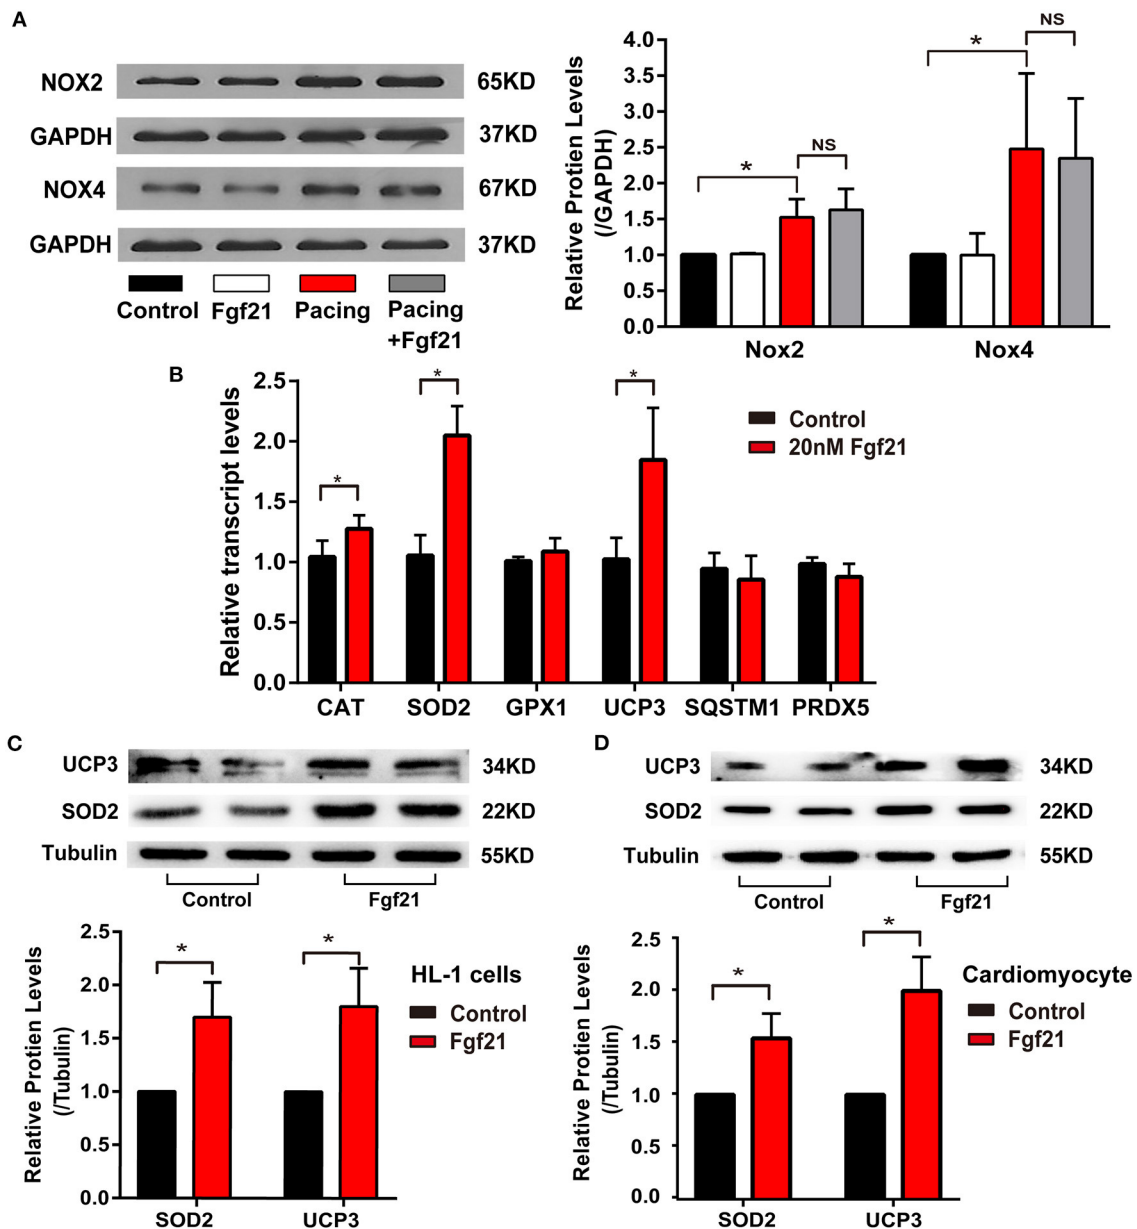 A
NOX2
65KD
GAPDH
37KD
NOX4
67KD
GAPDH
37KD
Control
Fgf21
Pacing
Pacing
+Fgf21
Relative Protien Levels
(/GAPDH)
4.0
3.5
3.0
2.5
2.0
1.5
1.0
0.5
0.0
*
NS
*
NS
Nox2
Nox4
B
Relative transcript levels
2.5
2.0
1.5
1.0
0.5
0.0
*
*
*
Control
20nM Fgf21
CAT
SOD2
GPX1
UCP3
SQSTM1
PRDX5
C
UCP3
34KD
SOD2
22KD
Tubulin
55KD
Control
Fgf21
Relative Protien Levels
(/Tubulin)
2.5
2.0
1.5
1.0
0.5
0.0
*
*
HL-1 cells
Control
Fgf21
SOD2
UCP3
D
UCP3
34KD
SOD2
22KD
Tubulin
55KD
Control
Fgf21
Relative Protien Levels
(/Tubulin)
2.5
2.0
1.5
1.0
0.5
0.0
*
*
Cardiomyocyte
Control
Fgf21
SOD2
UCP3